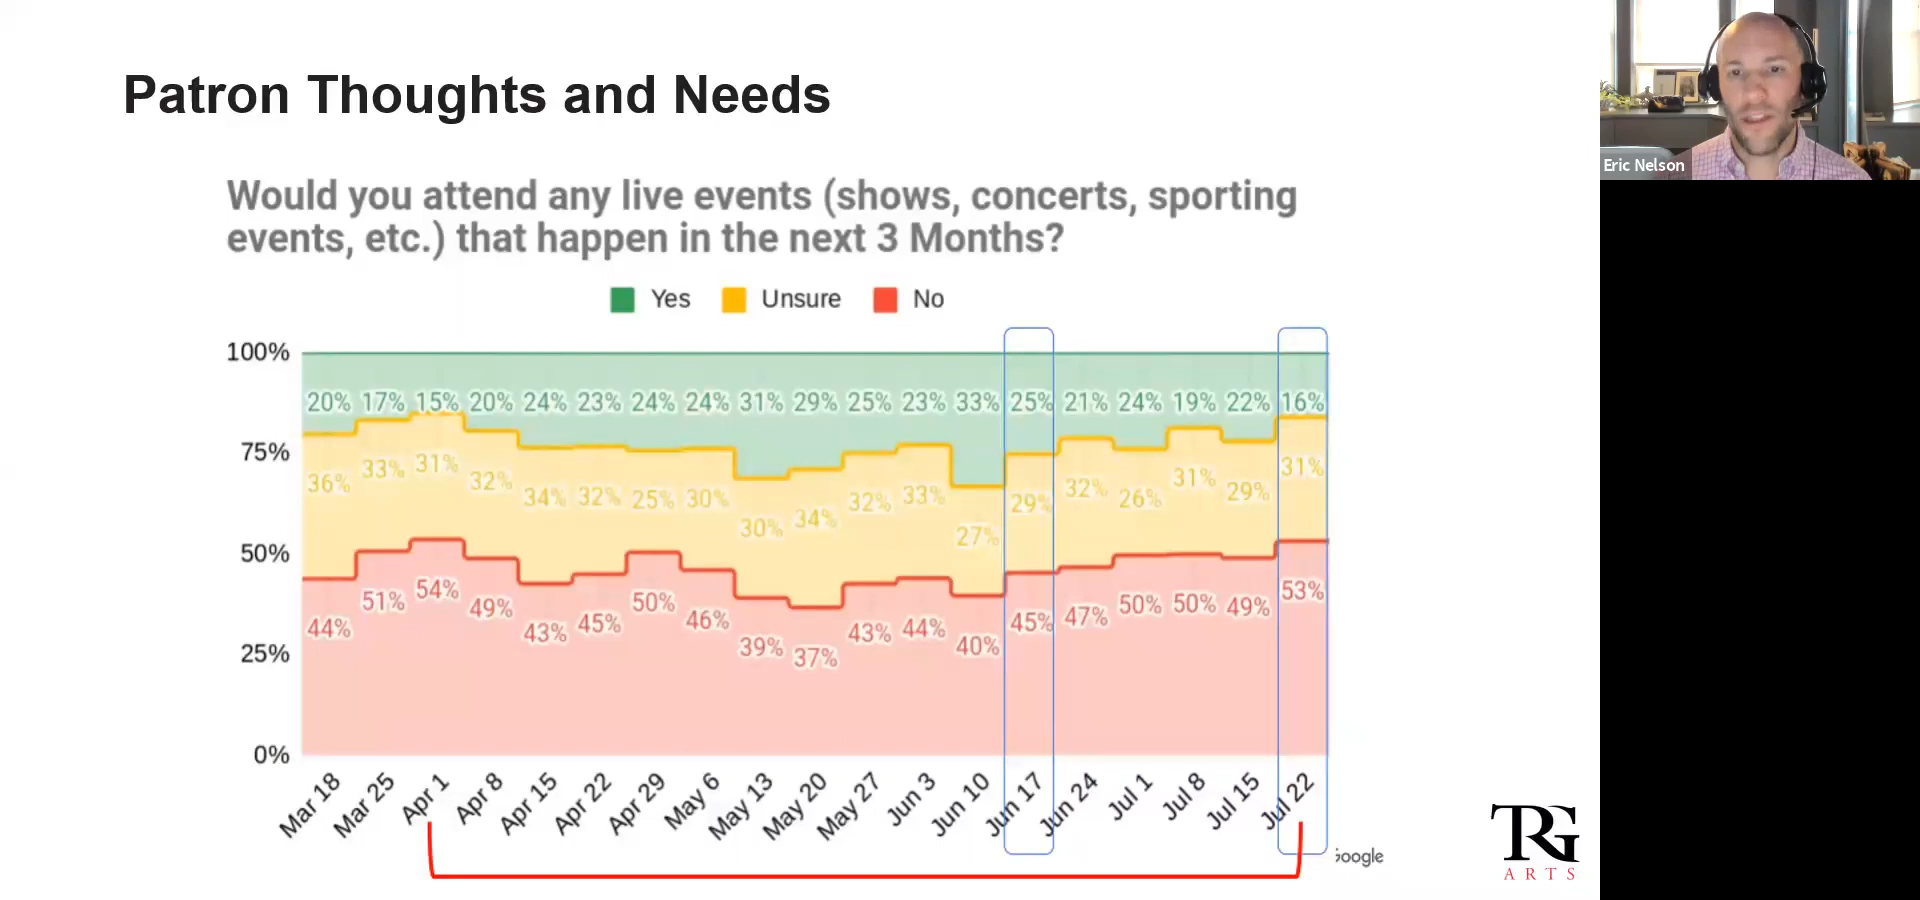 Patron Thoughts and Needs
Eric Nelson
Would you attend any live events (shows, concerts, sporting
events, etc.) that happen in the next 3 Months?
Yes Unsure No
100%
20% 17% 15% 20% 24% 23% 24% 24% 31% 29% 25% 23% 33% 25% 21% 24% 19% 22% 16%
75%
36% 33% 31% 32% 34% 32% 25% 30% 30% 34% 32% 33% 27% 29% 32% 26% 31% 29% 31%
50%
44% 51% 54% 49% 43% 45% 50% 46% 39% 37% 43% 44% 40% 45% 47% 50% 50% 49% 53%
25%
0%
Mar 18 Mar 25 Apr 1 Apr 8 Apr 15 Apr 22 Apr 29 May 6 May 13 May 20 May 27 Jun 3 Jun 10 Jun 17 Jun 24 Jul 1 Jul 8 Jul 15 Jul 22
Google
TRG
ARTS